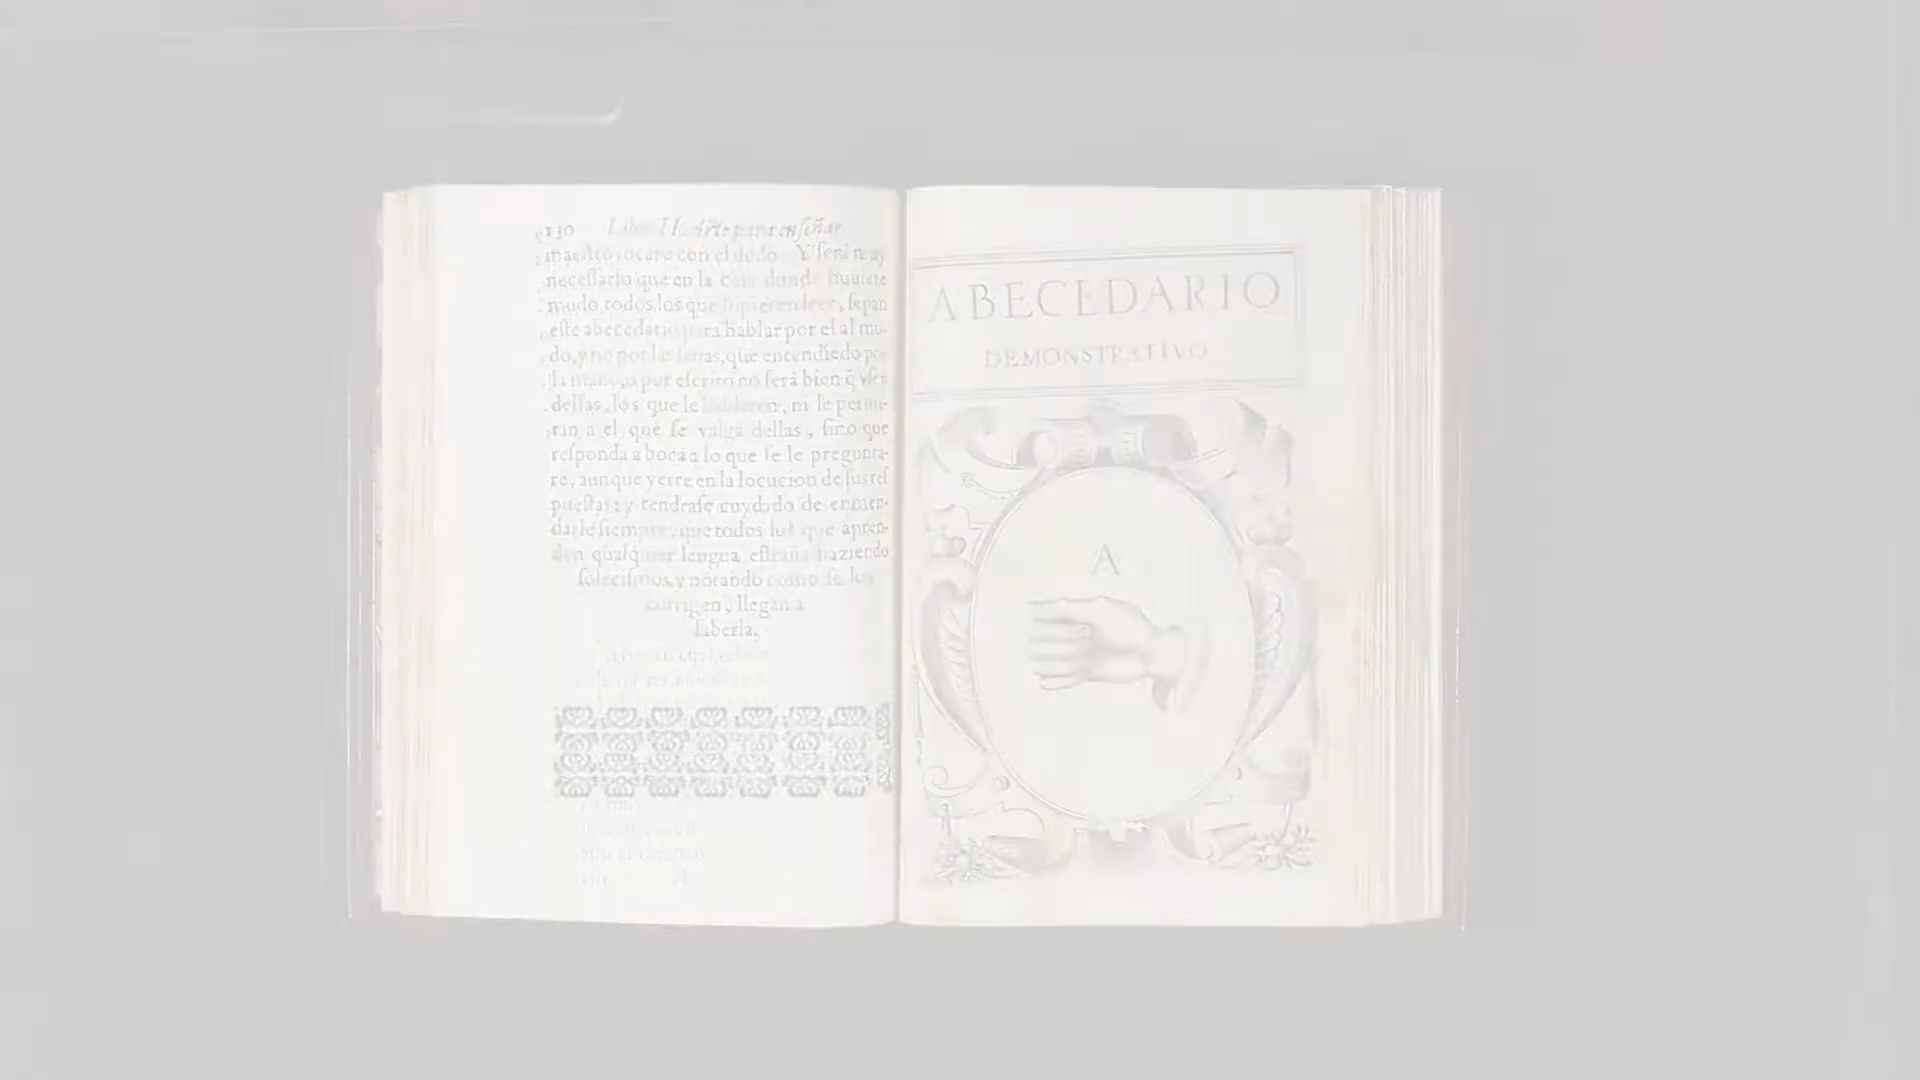 130 Libro II. del Arte para enſeñar
maeſtro tocare con el dedo. Y ſerà muy
neceſſario que en la caſa donde huuiere
mudo, todos los que ſupieren leer, ſepan
eſte abecedario para hablar por el al mu-
do, y no por las ſeñas, que entendiẽdo por
la mano, o por eſcrito no ſerà bien q̃ vſen
dellas, los que le hablaren, ni le permi-
tan a el, que ſe valga dellas, ſino que
reſponda a boca a lo que ſe le pregunta-
re, aunque yerre en la locucion de ſus reſ
pueſtas: y tendraſe cuydado de enmen-
darle ſiempre, que todos los que apren-
den qualquier lengua eſtraña haziendo
ſoleciſmos, y notando como ſe los
corrigen, llegan a
ſaberla.
ABECEDARIO
DEMONSTRATIVO
A